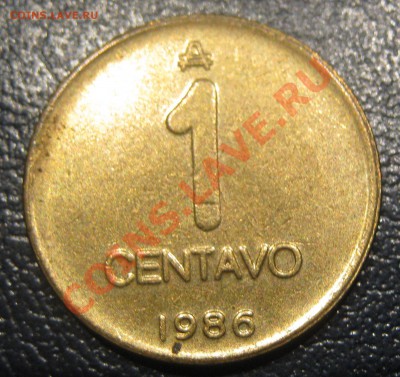 COINS.LAVE.RU
A
1
CENTAVO
1986
COINS.LAVE.RU